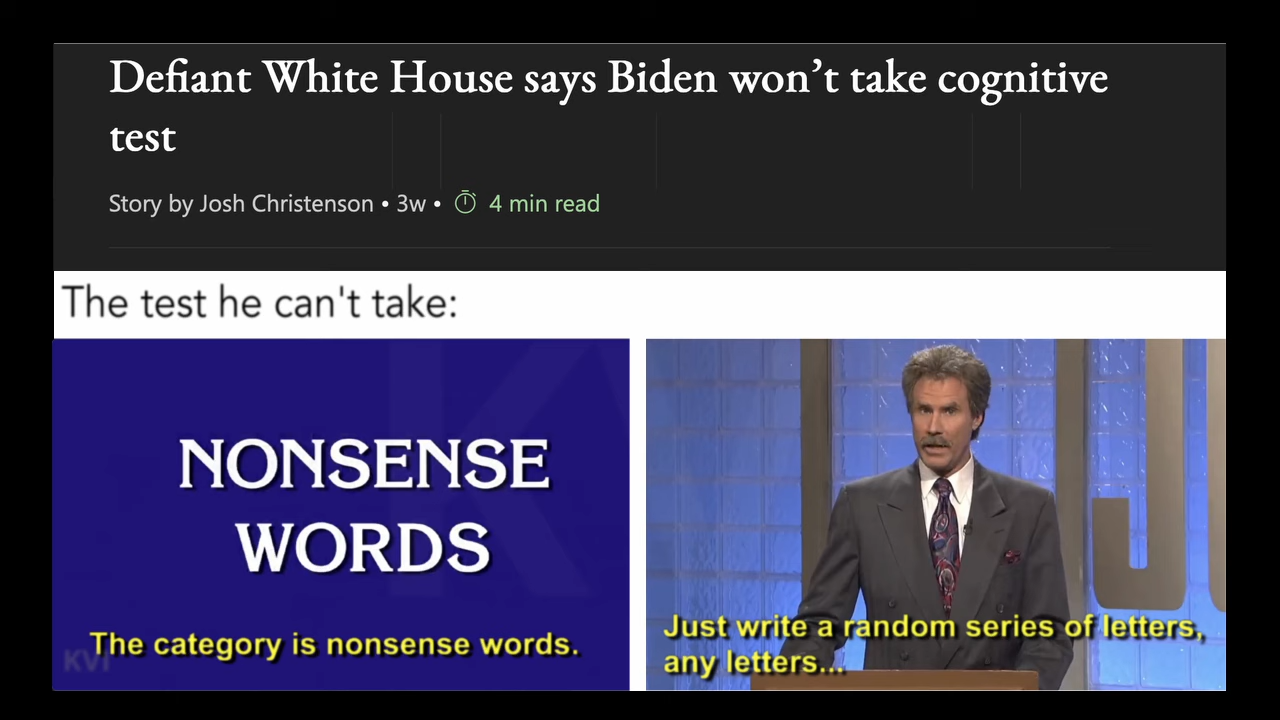 Defiant White House says Biden won’t take cognitive
test
Story by Josh Christenson • 3w • 4 min read
The test he can't take:
NONSENSE
WORDS
The category is nonsense words.
KVI
Just write a random series of letters,
any letters...